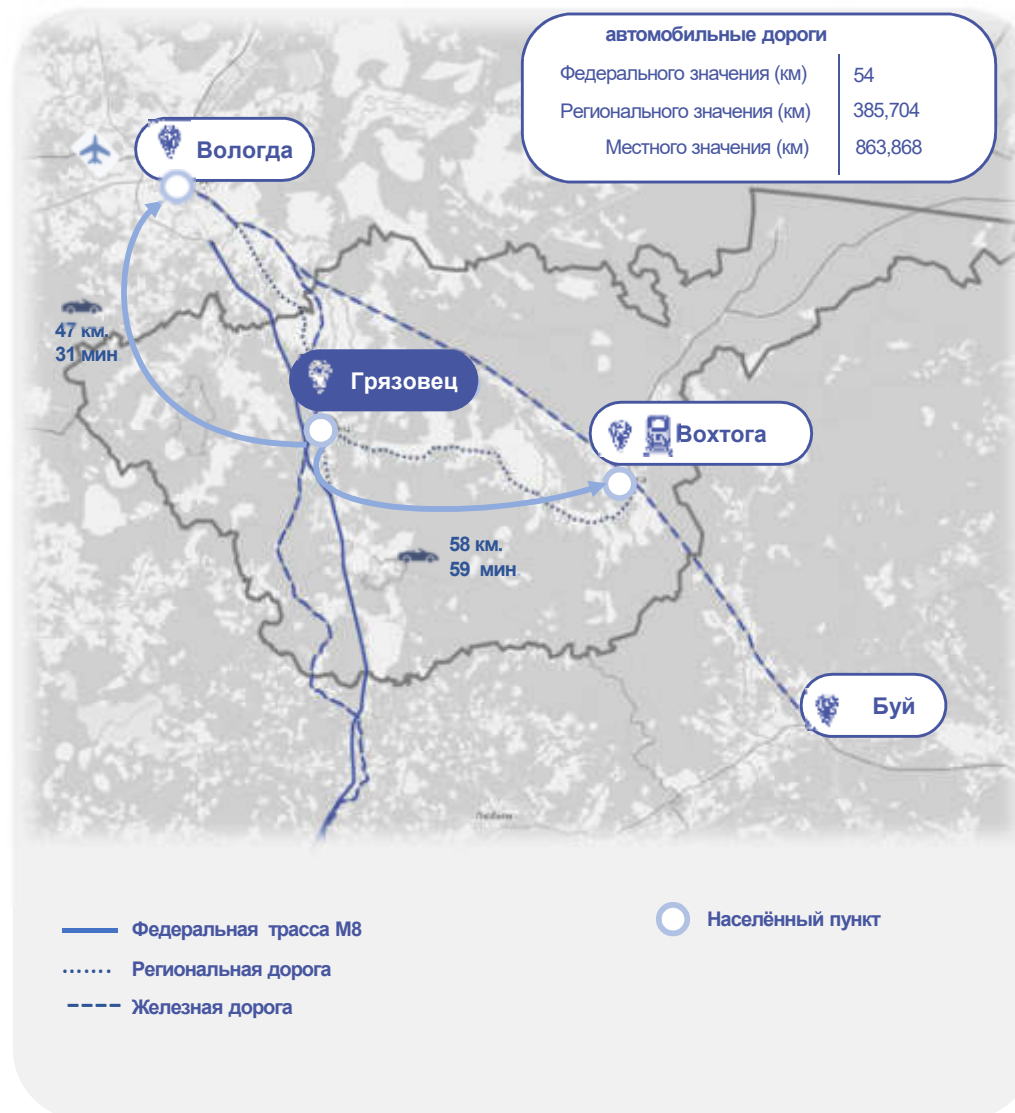 автомобильные дороги
Федерального значения (км) 54
Регионального значения (км) 385,704
Местного значения (км) 863,868
Вологда
47 км.
31 мин
Грязовец
Вохтога
58 км.
59 мин
Буй
Федеральная трасса М8
Региональная дорога
Железная дорога
Населённый пункт